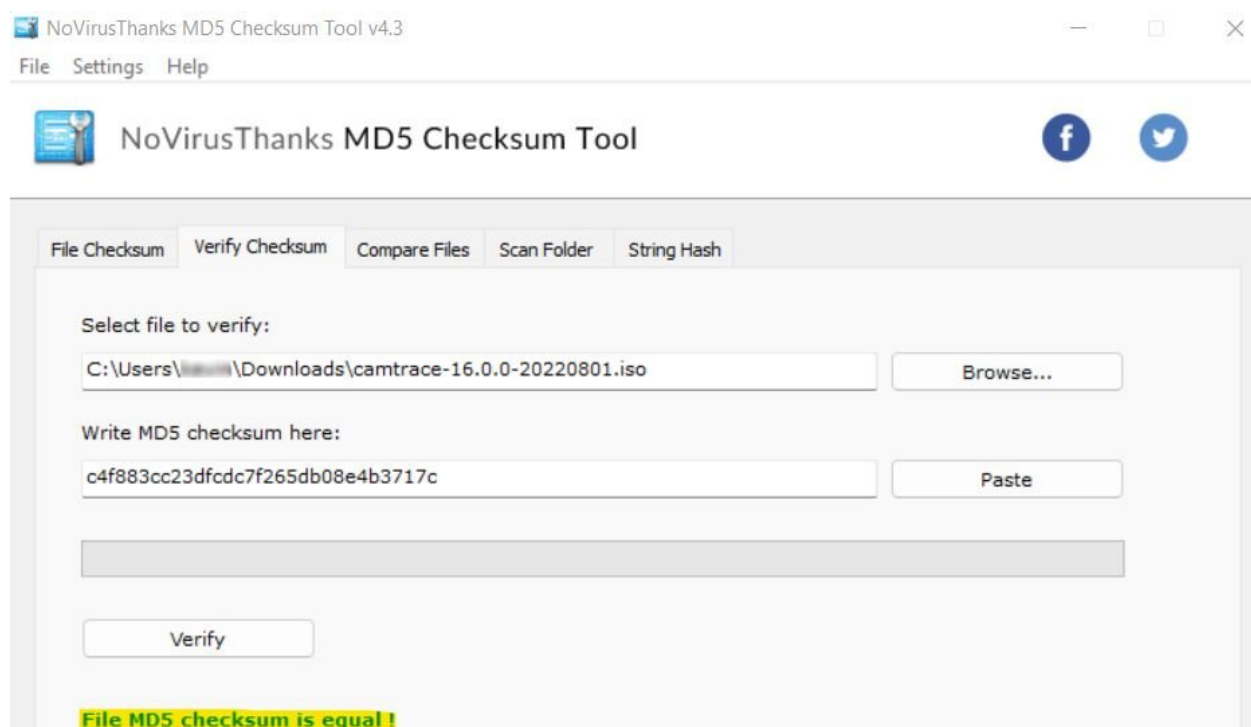 NoVirusThanks MD5 Checksum Tool v4.3
File Settings Help
NoVirusThanks MD5 Checksum Tool
File Checksum Verify Checksum Compare Files Scan Folder String Hash
Select file to verify:
C:\Users\ \Downloads\camtrace-16.0.0-20220801.iso Browse...
Write MD5 checksum here:
c4f883cc23dfcdc7f265db08e4b3717c Paste
Verify
File MD5 checksum is equal !